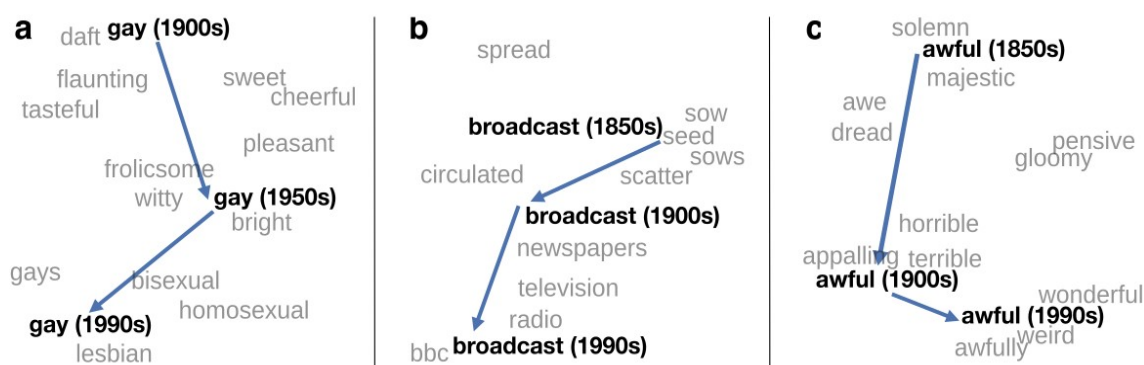 a
daft gay (1900s)
flaunting
sweet
tasteful
cheerful
pleasant
frolicsome
witty
gay (1950s)
bright
gays
bisexual
homosexual
gay (1990s)
lesbian
b
spread
sow
broadcast (1850s)
seed
sows
circulated
scatter
broadcast (1900s)
newspapers
television
radio
bbc broadcast (1990s)
c
solemn
awful (1850s)
majestic
awe
dread
pensive
gloomy
horrible
appalling terrible
awful (1900s)
wonderful
awful (1990s)
weird
awfully